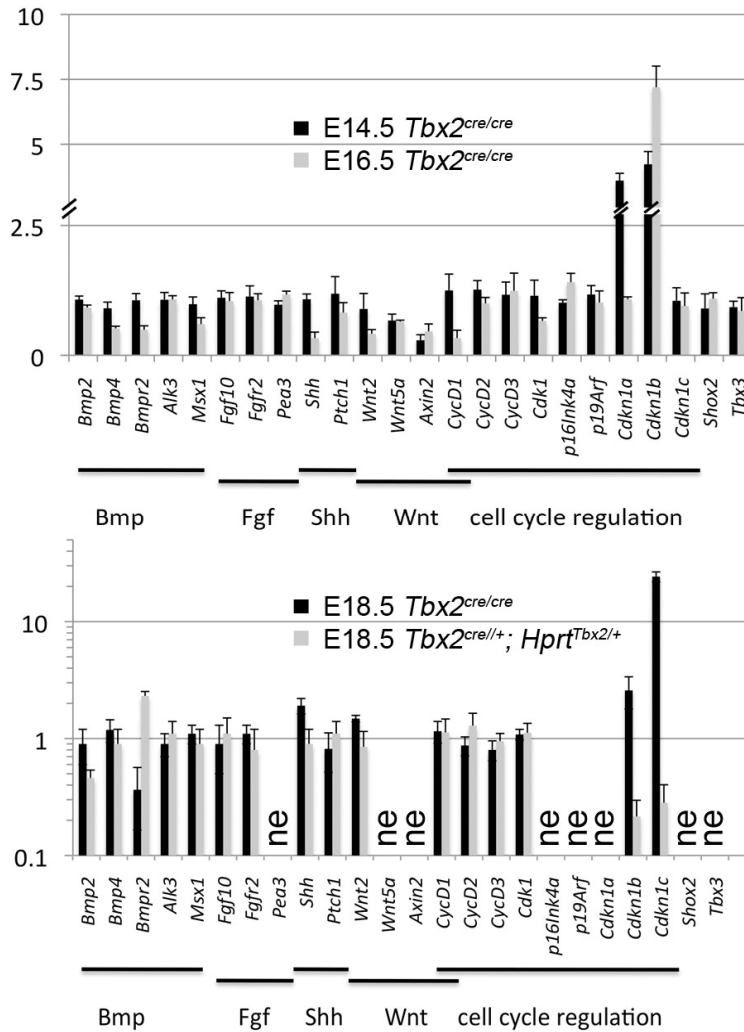 10
7.5
E14.5 Tbx2cre/cre
E16.5 Tbx2cre/cre
5
2.5
0
Bmp2 Bmp4 Bmpr2 Alk3 Msx1 Fgf10 Fgfr2 Pea3 Shh Ptch1 Wnt2 Wnt5a Axin2 CycD1 CycD2 CycD3 Cdk1 p16Ink4a p19Arf Cdkn1a Cdkn1b Cdkn1c Shox2 Tbx3
Bmp Fgf Shh Wnt cell cycle regulation
E18.5 Tbx2cre/cre
10
E18.5 Tbx2cre//+; HprtTbx2/+
1
ne ne ne ne ne ne ne ne
0.1
Bmp2 Bmp4 Bmpr2 Alk3 Msx1 Fgf10 Fgfr2 Pea3 Shh Ptch1 Wnt2 Wnt5a Axin2 CycD1 CycD2 CycD3 Cdk1 p16Ink4a p19Arf Cdkn1a Cdkn1b Cdkn1c Shox2 Tbx3
Bmp Fgf Shh Wnt cell cycle regulation